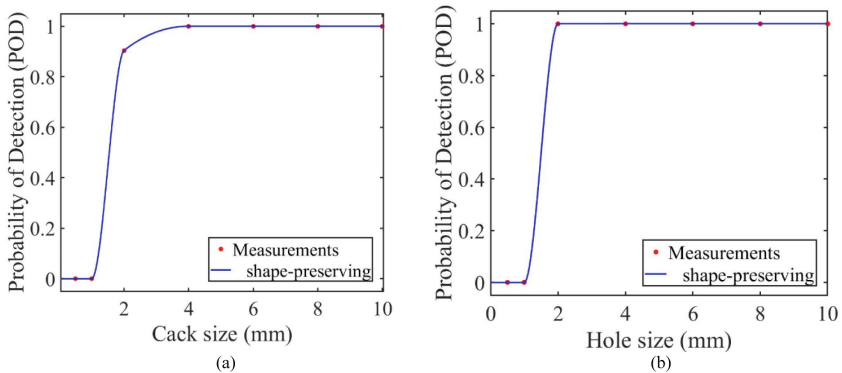 Probability of Detection (POD)
1
0.8
0.6
0.4
0.2
0
Measurements
shape-preserving
2 4 6 8 10
Cack size (mm)
(a)
Probability of Detection (POD)
1
0.8
0.6
0.4
0.2
0
Measurements
shape-preserving
0 2 4 6 8 10
Hole size (mm)
(b)